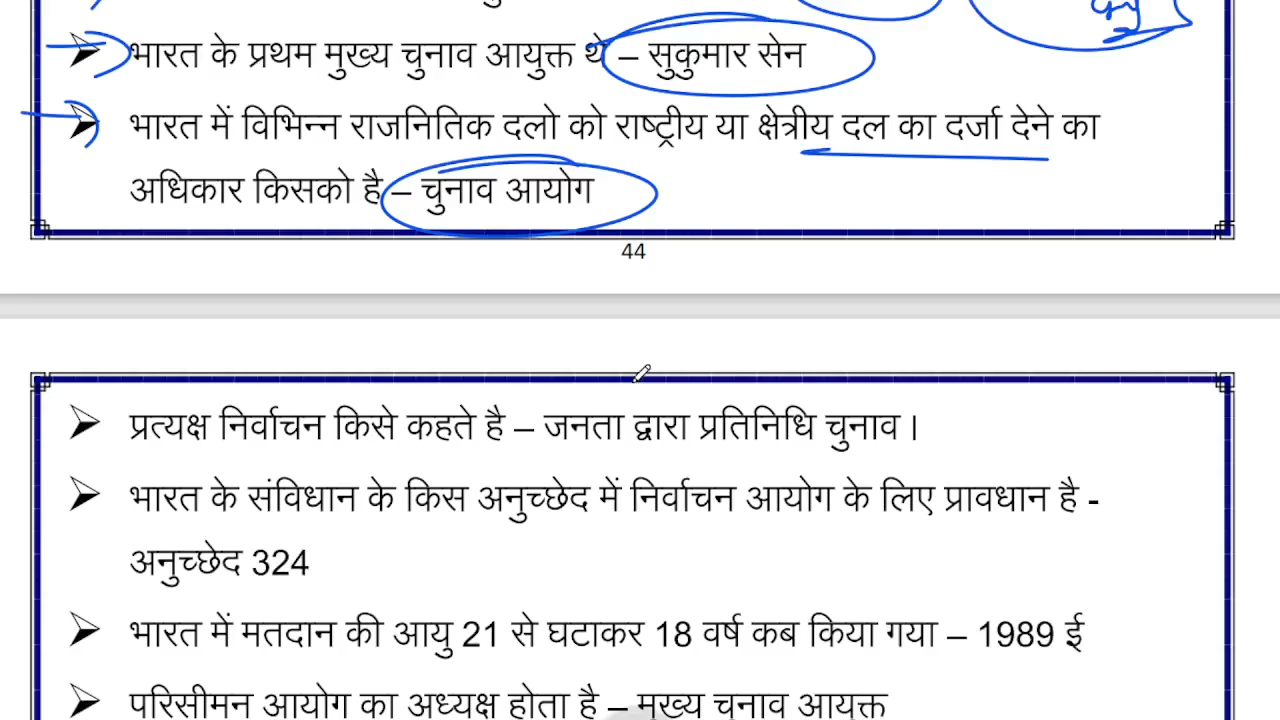 भारत के प्रथम मुख्य चुनाव आयुक्त थे – सुकुमार सेन
भारत में विभिन्न राजनितिक दलो को राष्ट्रीय या क्षेत्रीय दल का दर्जा देने का
अधिकार किसको है – चुनाव आयोग
44
प्रत्यक्ष निर्वाचन किसे कहते है – जनता द्वारा प्रतिनिधि चुनाव ।
भारत के संविधान के किस अनुच्छेद में निर्वाचन आयोग के लिए प्रावधान है -
अनुच्छेद 324
भारत में मतदान की आयु 21 से घटाकर 18 वर्ष कब किया गया – 1989 ई
परिसीमन आयोग का अध्यक्ष होता है – मुख्य चुनाव आयुक्त